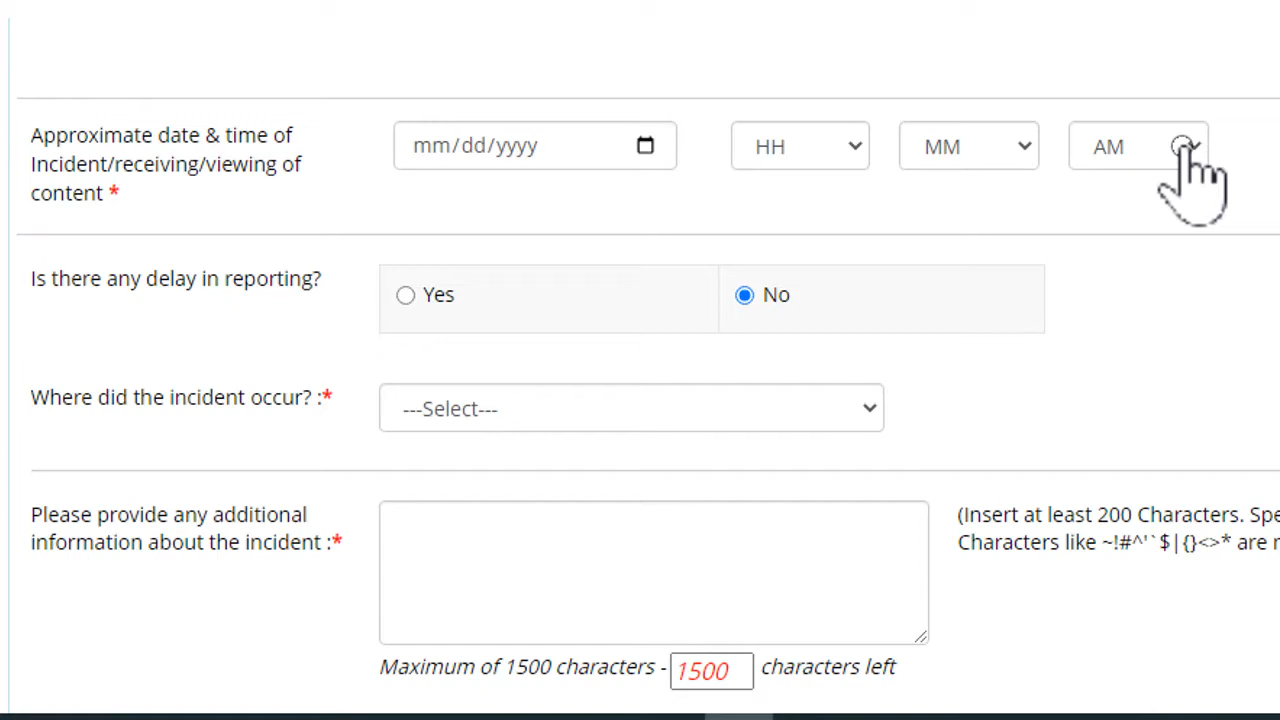 Approximate date & time of
Incident/receiving/viewing of
content *
mm/dd/yyyy
HH
MM
AM
Is there any delay in reporting?
Yes
No
Where did the incident occur? :*
---Select---
Please provide any additional
information about the incident :*
(Insert at least 200 Characters.
Characters like ~!#^'`$|{}<>* are
Maximum of 1500 characters - 1500 characters left